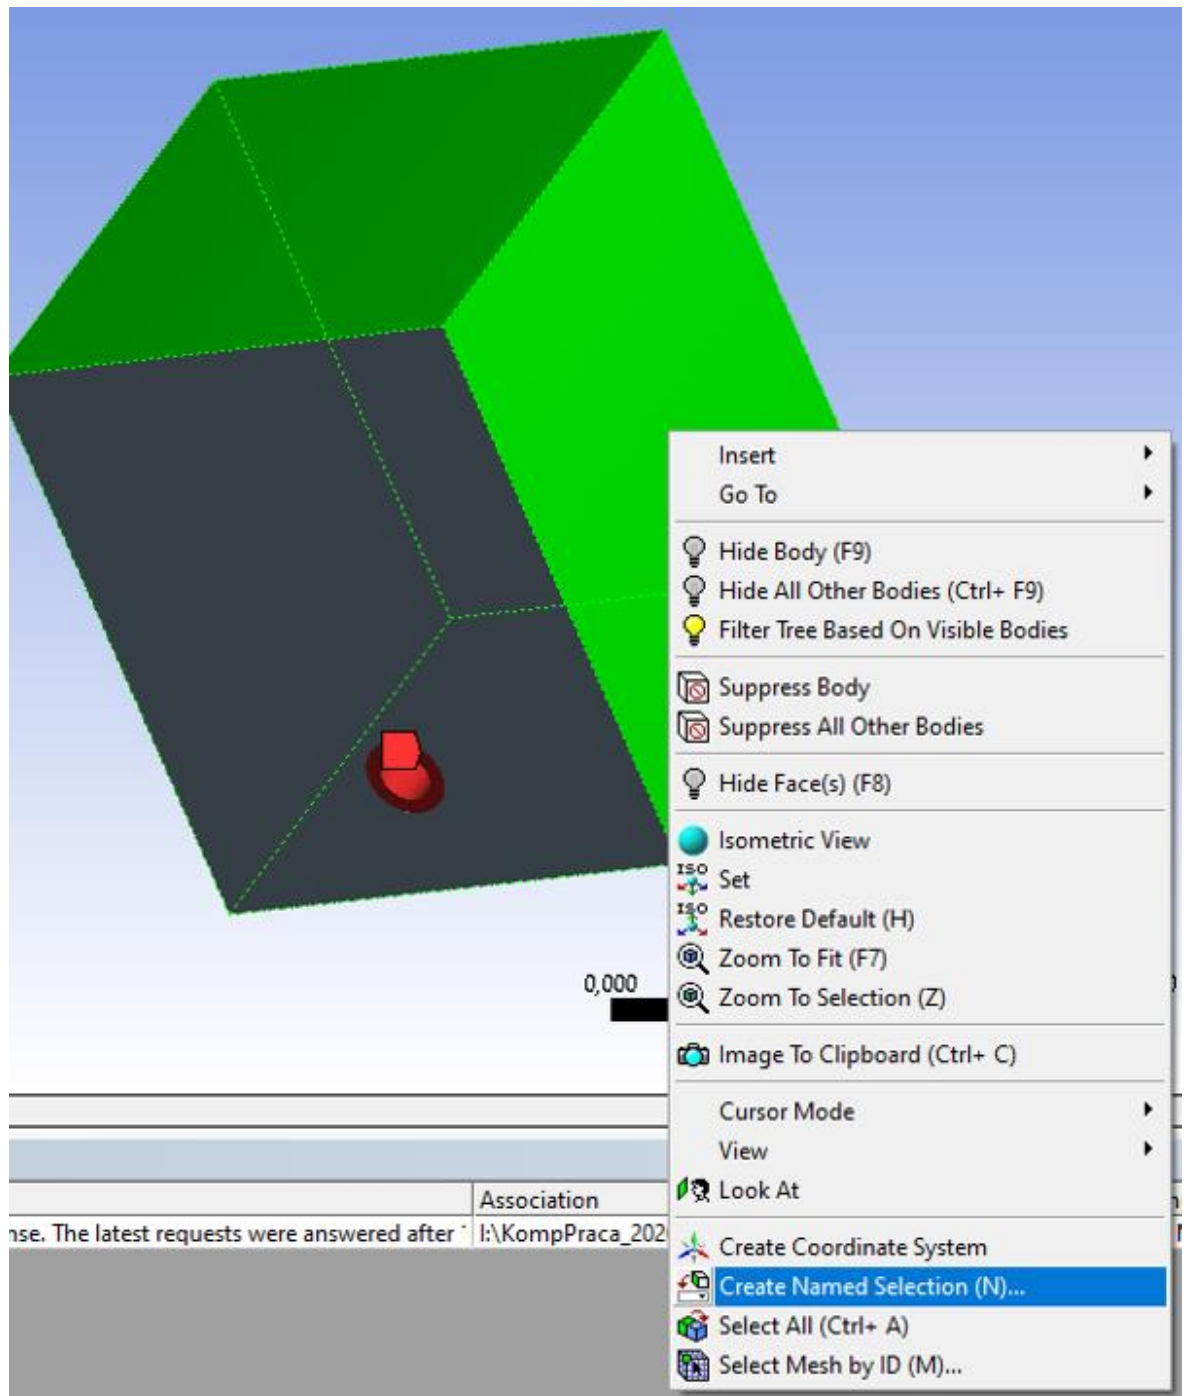 Insert
Go To
Hide Body (F9)
Hide All Other Bodies (Ctrl+ F9)
Filter Tree Based On Visible Bodies
Suppress Body
Suppress All Other Bodies
Hide Face(s) (F8)
Isometric View
ISO Set
ISO Restore Default (H)
0,000
Zoom To Fit (F7)
Zoom To Selection (Z)
Image To Clipboard (Ctrl+ C)
Cursor Mode
View
Look At
Association
nse. The latest requests were answered after I:\KompPraca_202
Create Coordinate System
Create Named Selection (N)...
Select All (Ctrl+ A)
Select Mesh by ID (M)...